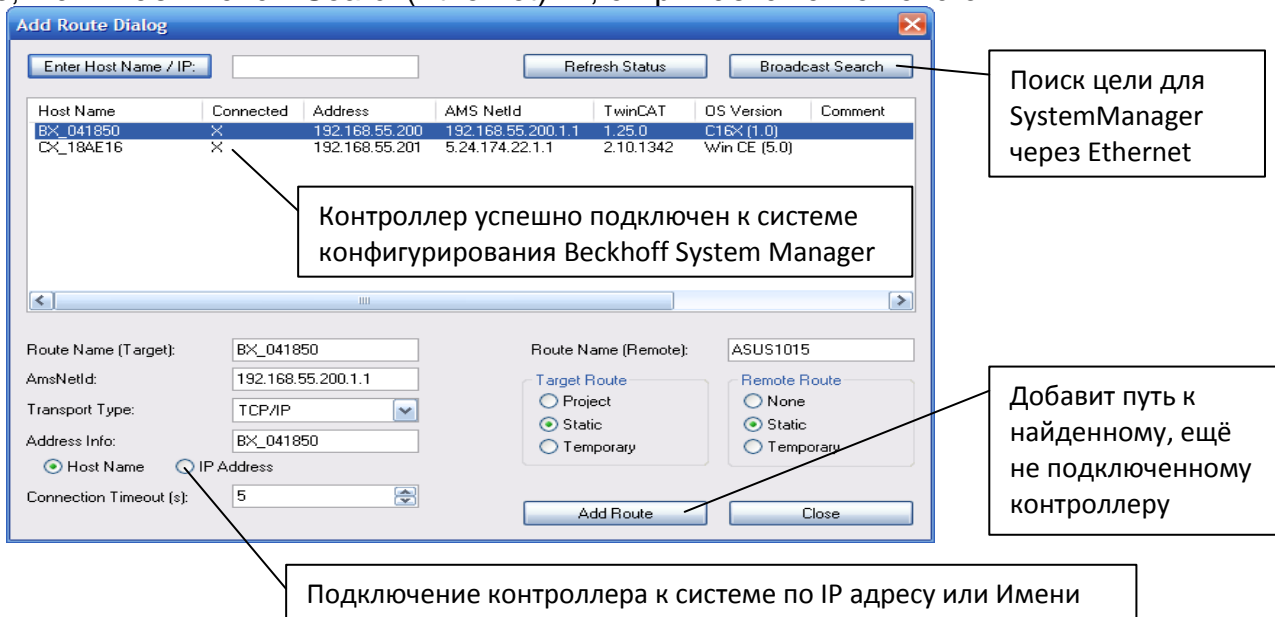 Add Route Dialog
Enter Host Name / IP:
Refresh Status
Broadcast Search
Host Name Connected Address AMS NetId TwinCAT OS Version Comment
BX_041850 X 192.168.55.200 192.168.55.200.1.1 1.25.0 C16X (1.0)
CX_18AE16 X 192.168.55.201 5.24.174.22.1.1 2.10.1342 Win CE (5.0)
Поиск цели для
SystemManager
через Ethernet
Контроллер успешно подключен к системе
конфигурирования Beckhoff System Manager
Route Name (Target): BX_041850
Route Name (Remote): ASUS1015
AmsNetId: 192.168.55.200.1.1
Transport Type: TCP/IP
Address Info: BX_041850
Host Name IP Address
Connection Timeout (s): 5
Target Route
Project
Static
Temporary
Remote Route
None
Static
Temporary
Add Route
Close
Добавит путь к
найденному, ещё
не подключенному
контроллеру
Подключение контроллера к системе по IP адресу или Имени